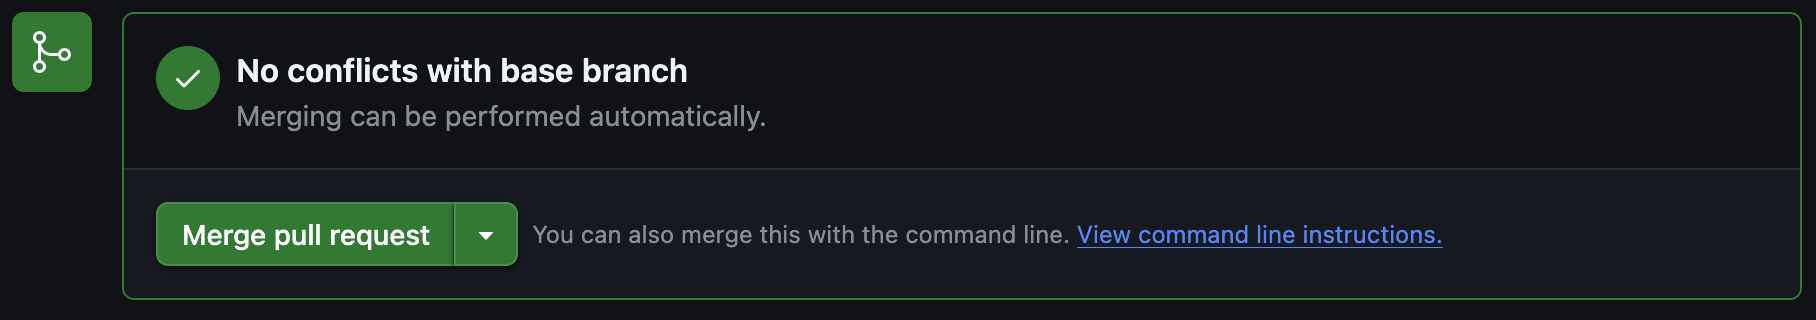 No conflicts with base branch
Merging can be performed automatically.
Merge pull request
You can also merge this with the command line. View command line instructions.